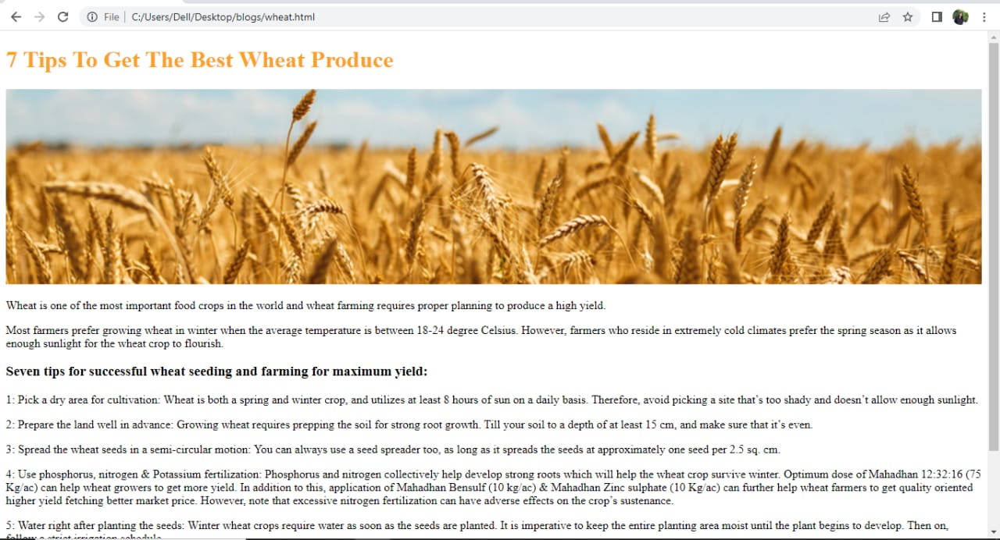 File | C:/Users/Dell/Desktop/blogs/wheat.html
7 Tips To Get The Best Wheat Produce
Wheat is one of the most important food crops in the world and wheat farming requires proper planning to produce a high yield.
Most farmers prefer growing wheat in winter when the average temperature is between 18-24 degree Celsius. However, farmers who reside in extremely cold climates prefer the spring season as it allows
enough sunlight for the wheat crop to flourish.
Seven tips for successful wheat seeding and farming for maximum yield:
1: Pick a dry area for cultivation: Wheat is both a spring and winter crop, and utilizes at least 8 hours of sun on a daily basis. Therefore, avoid picking a site that’s too shady and doesn’t allow enough sunlight.
2: Prepare the land well in advance: Growing wheat requires prepping the soil for strong root growth. Till your soil to a depth of at least 15 cm, and make sure that it’s even.
3: Spread the wheat seeds in a semi-circular motion: You can always use a seed spreader too, as long as it spreads the seeds at approximately one seed per 2.5 sq. cm.
4: Use phosphorus, nitrogen & Potassium fertilization: Phosphorus and nitrogen collectively help develop strong roots which will help the wheat crop survive winter. Optimum dose of Mahadhan 12:32:16 (75
Kg/ac) can help wheat growers to get more yield. In addition to this, application of Mahadhan Bensulf (10 kg/ac) & Mahadhan Zinc sulphate (10 Kg/ac) can further help wheat farmers to get quality oriented
higher yield fetching better market price. However, note that excessive nitrogen fertilization can have adverse effects on the crop’s sustenance.
5: Water right after planting the seeds: Winter wheat crops require water as soon as the seeds are planted. It is imperative to keep the entire planting area moist until the plant begins to develop. Then on,
follow a strict irrigation schedule